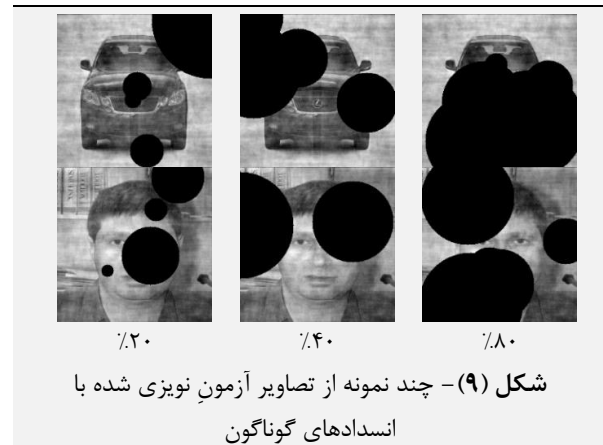 ٪۲۰ ٪۴۰ ٪۸۰
شکل (۹)- چند نمونه از تصاویر آزمونِ نویزی شده با
انسدادهای گوناگون